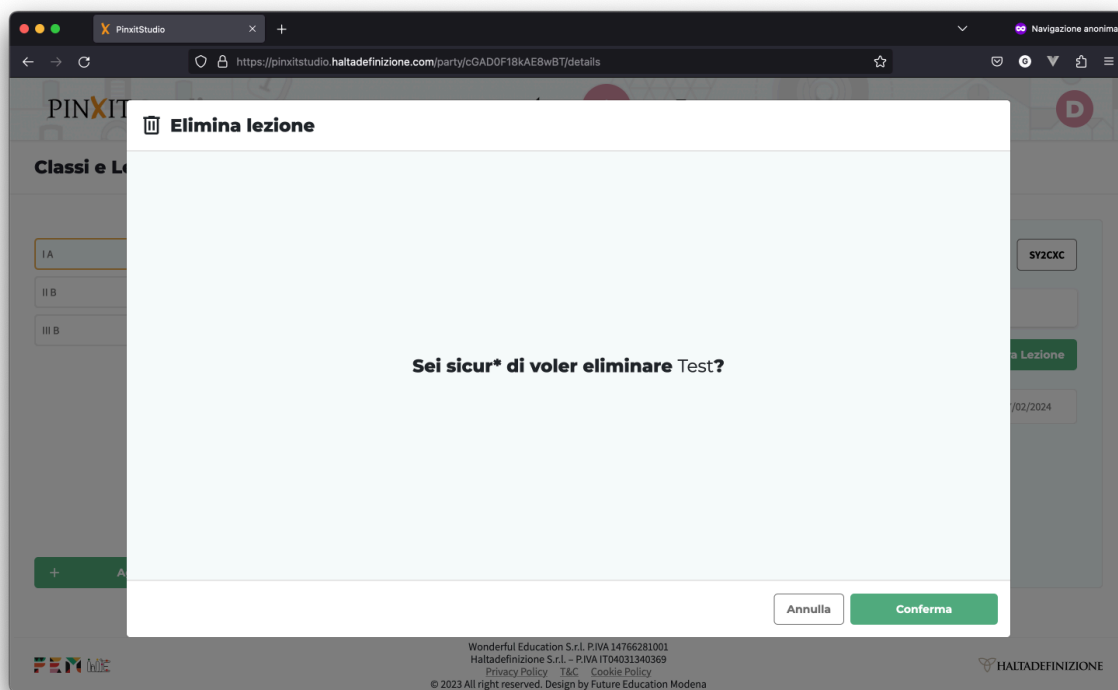 PinxitStudio
Navigazione anonima
https://pinxitstudio.haltadefinizione.com/party/cGAD0F18kAE8wBT/details
G
PINXIT
D
Elimina lezione
Classi e Le
I A
SY2CXC
II B
III B
a Lezione
Sei sicur* di voler eliminare Test?
/02/2024
+ A
Annulla
Conferma
Wonderful Education S.r.l. P.IVA 14766281001
Haltadefinizione S.r.l. – P.IVA IT04031340369
Privacy Policy T&C Cookie Policy
© 2023 All right reserved. Design by Future Education Modena
FEM
HALTADEFINIZIONE